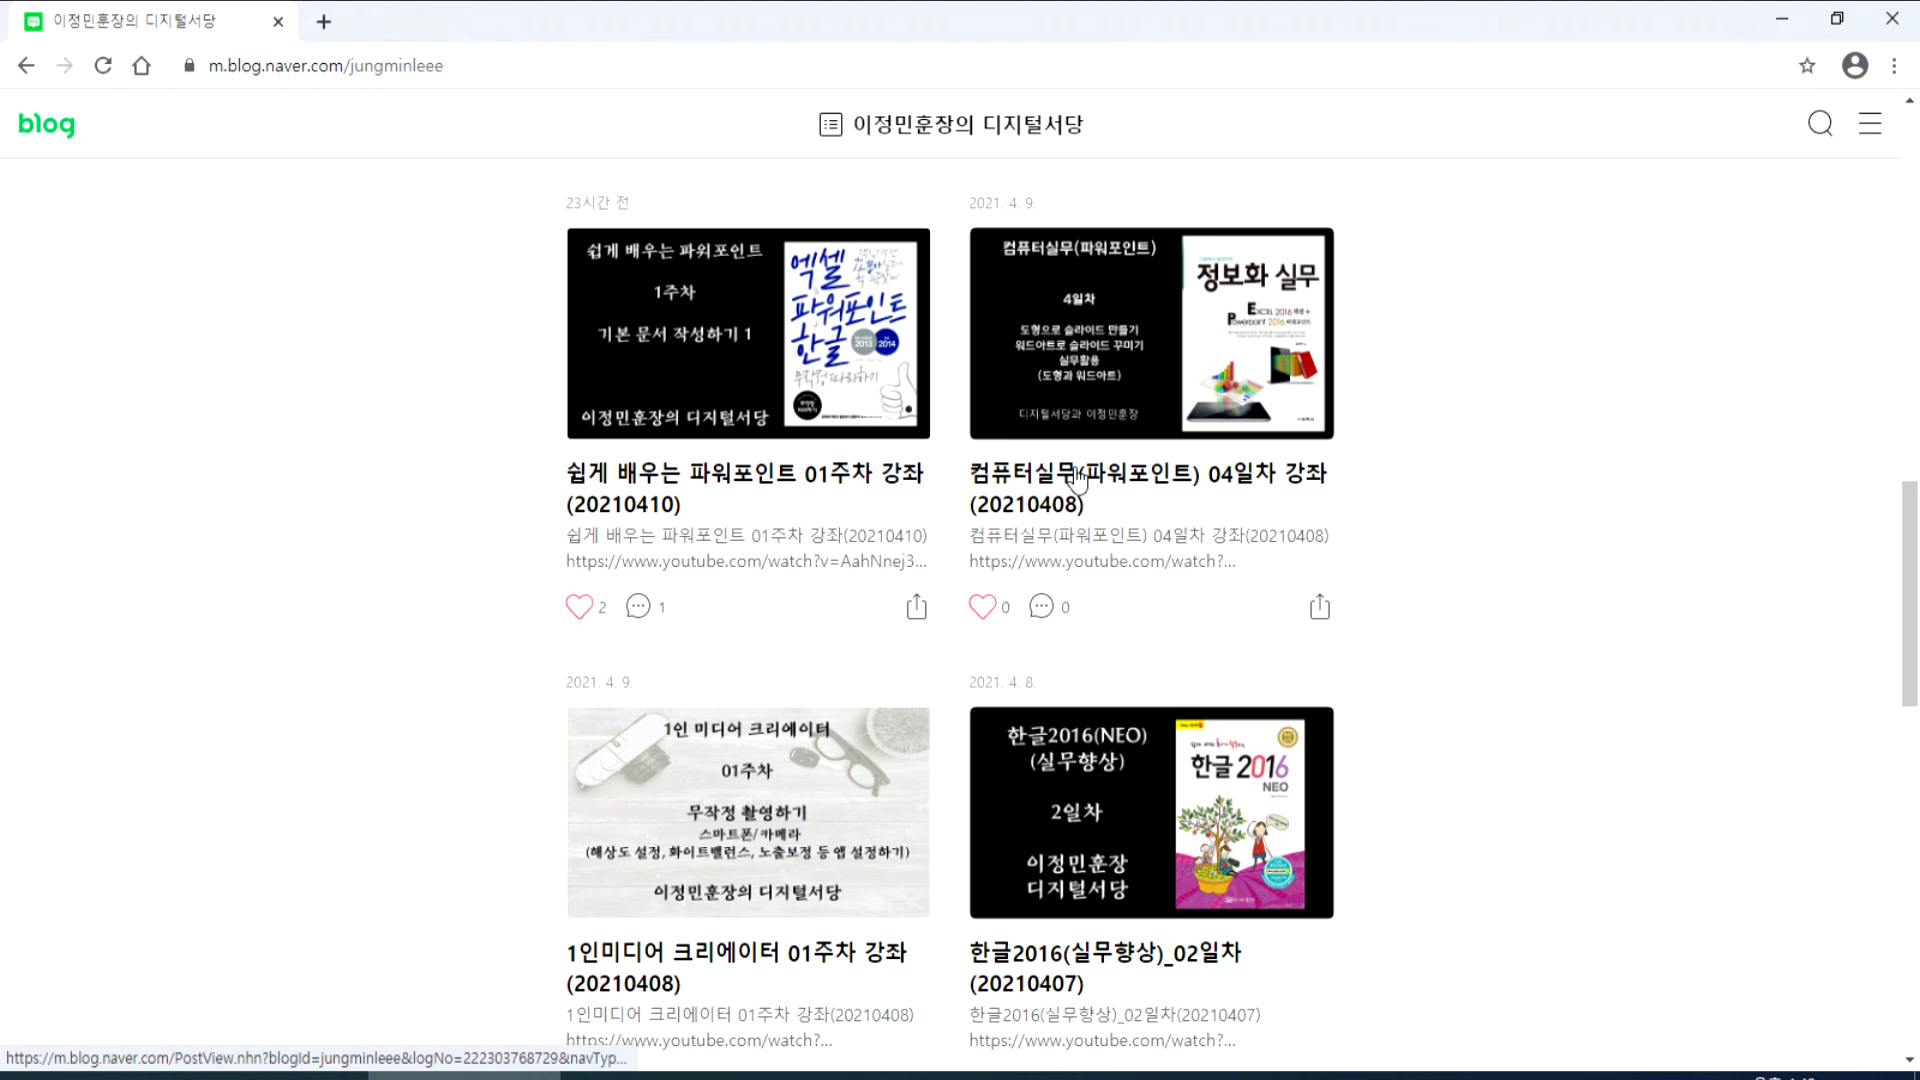 이정민훈장의 디지털서당
m.blog.naver.com/jungminleee
blog
이정민훈장의 디지털서당
23시간 전
쉽게 배우는 파워포인트
1주차
기본 문서 작성하기 1
이정민훈장의 디지털서당
엑셀
파워포인트
한글
2013
2014
무작정 따라하기
쉽게 배우는 파워포인트 01주차 강좌
(20210410)
쉽게 배우는 파워포인트 01주차 강좌(20210410)
https://www.youtube.com/watch?v=AahNnej3...
2
1
2021. 4. 9.
컴퓨터실무(파워포인트)
4일차
도형으로 슬라이드 만들기
워드아트로 슬라이드 꾸미기
실무활용
(도형과 워드아트)
디지털서당과 이정민훈장
정보화 실무
EXCEL 2016 엑셀 +
Powerpoint 2016 파워포인트
컴퓨터실무(파워포인트) 04일차 강좌
(20210408)
컴퓨터실무(파워포인트) 04일차 강좌(20210408)
https://www.youtube.com/watch?...
0
0
2021. 4. 9.
1인 미디어 크리에이터
01주차
무작정 촬영하기
스마트폰/카메라
(해상도 설정, 화이트밸런스, 노출보정 등 앱 설정하기)
이정민훈장의 디지털서당
1인미디어 크리에이터 01주차 강좌
(20210408)
1인미디어 크리에이터 01주차 강좌(20210408)
https://www.youtube.com/watch?...
2021. 4. 8.
한글2016(NEO)
(실무향상)
2일차
이정민훈장
디지털서당
한글 2016
NEO
한글2016(실무향상)_02일차
(20210407)
한글2016(실무향상)_02일차(20210407)
https://www.youtube.com/watch?...
https://m.blog.naver.com/PostView.nhn?blogId=jungminleee&logNo=222303768729&navTyp...